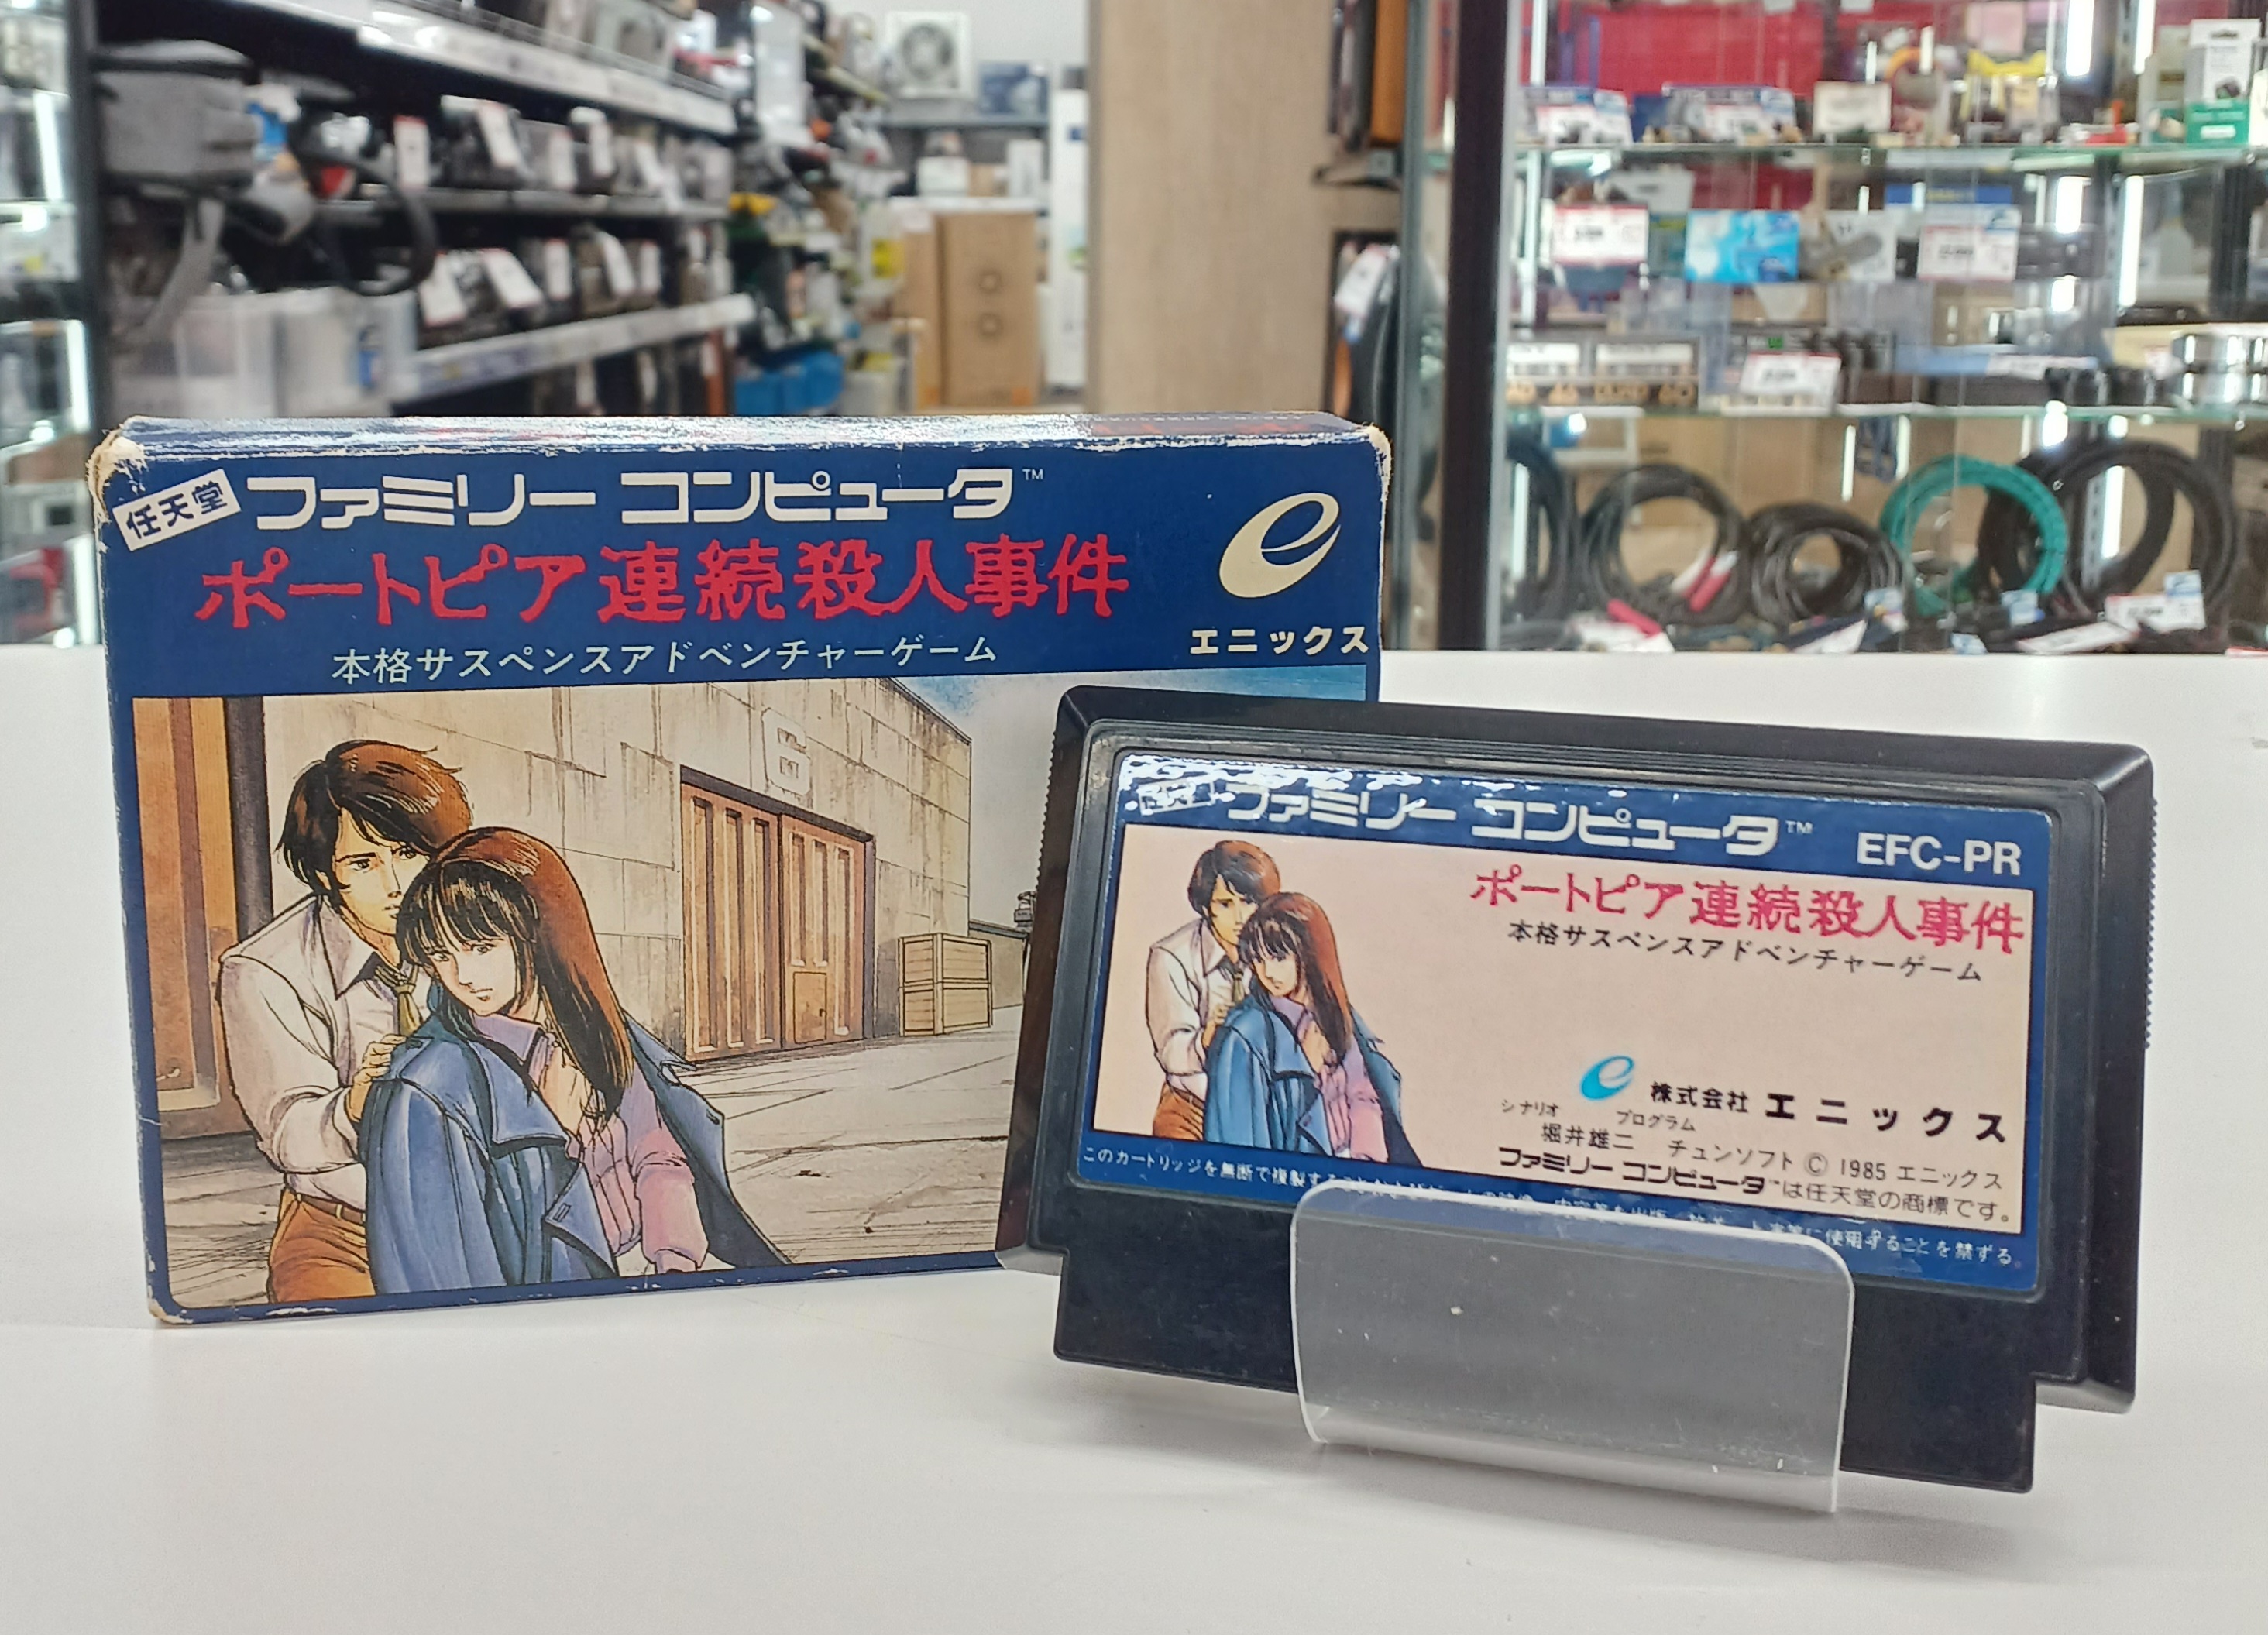 任天堂 ファミリー コンピュータ™
ポートピア連続殺人事件
本格サスペンスアドベンチャーゲーム
エニックス
6
ファミリー コンピュータ™ EFC-PR
ポートピア連続殺人事件
本格サスペンスアドベンチャーゲーム
株式会社 エニックス
シナリオ プログラム
堀井雄二 チュンソフト © 1985 エニックス
ファミリー コンピュータ™は任天堂の商標です。
このカートリッジを無断で複製する
に使用することを禁ずる。